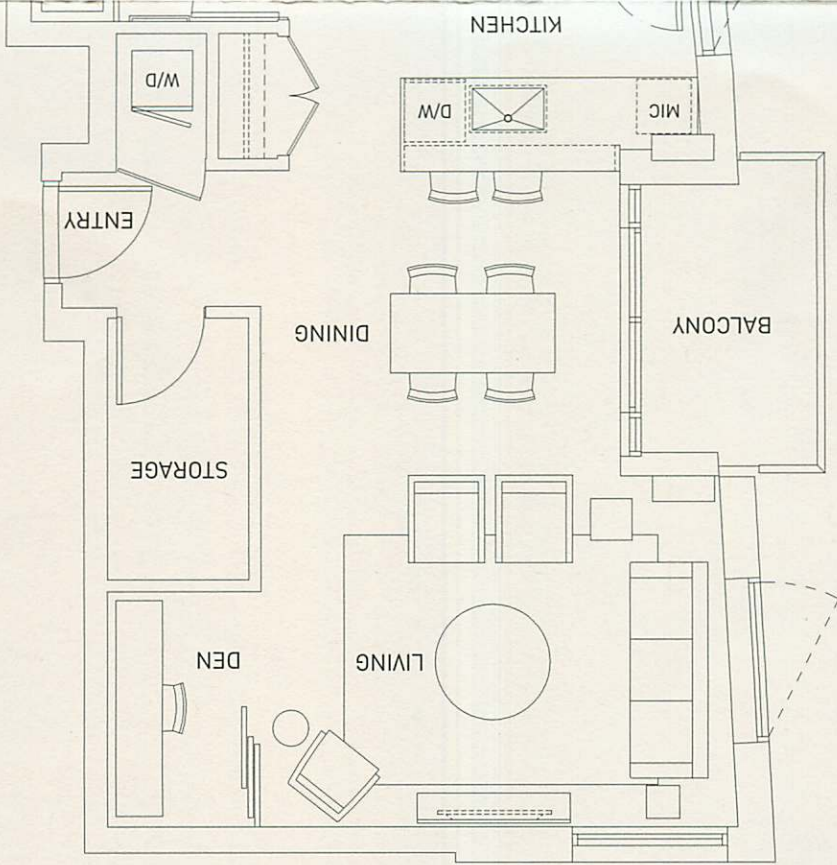 LIVING
DEN
STORAGE
BALCONY
DINING
ENTRY
MIC
D/W
W/D
KITCHEN